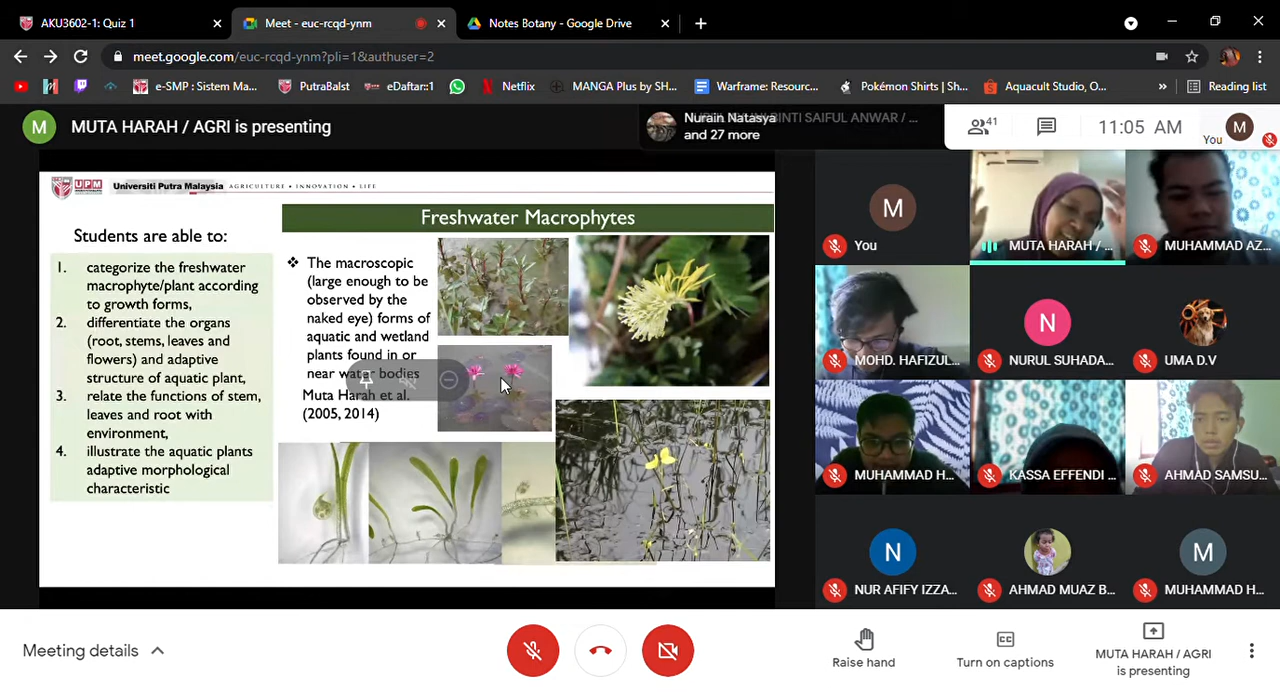 AKU3602-1: Quiz 1
Meet - euc-rcqd-ynm
Notes Botany - Google Drive
meet.google.com/euc-rcqd-ynm?pli=1&authuser=2
e-SMP : Sistem Ma...
PutraBalst
eDaftar::1
Netflix
MANGA Plus by SH...
Warframe: Resourc...
Pokémon Shirts | Sh...
Aquacult Studio, O...
»
Reading list
M
MUTA HARAH / AGRI is presenting
Nurain Natasya
BINTI SAIFUL ANWAR / ...
and 27 more
41
11:05 AM
You
M
UPM
Universiti Putra Malaysia
AGRICULTURE • INNOVATION • LIFE
Freshwater Macrophytes
Students are able to:
1. categorize the freshwater
macrophyte/plant according
to growth forms,
2. differentiate the organs
(root, stems, leaves and
flowers) and adaptive
structure of aquatic plant,
3. relate the functions of stem,
leaves and root with
environment,
4. illustrate the aquatic plants
adaptive morphological
characteristic
❖ The macroscopic
(large enough to be
observed by the
naked eye) forms of
aquatic and wetland
plants found in or
near water bodies
Muta Harah et al.
(2005, 2014)
M
You
MUTA HARAH / ...
MUHAMMAD AZ...
MOHD. HAFIZUL...
N
NURUL SUHADA...
UMA D.V
MUHAMMAD H...
KASSA EFFENDI ...
AHMAD SAMSU...
N
NUR AFIFY IZZA...
AHMAD MUAZ B...
M
MUHAMMAD H...
Meeting details
Raise hand
CC
Turn on captions
MUTA HARAH / AGRI
is presenting